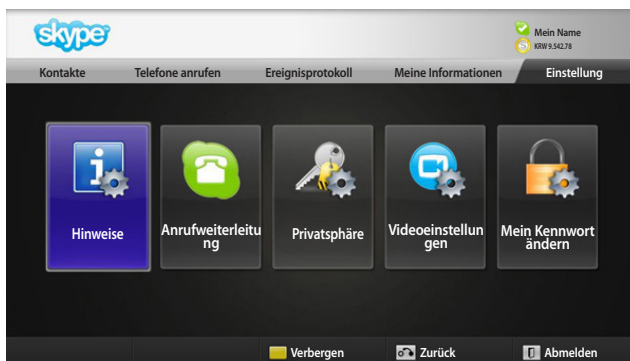 skype
Mein Name
KRW 9.542.78
Kontakte Telefone anrufen Ereignisprotokoll Meine Informationen Einstellung
Hinweise
Anrufweiterleitu
ng
Privatsphäre
Videoeinstellun
gen
Mein Kennwort
ändern
Verbergen Zurück Abmelden